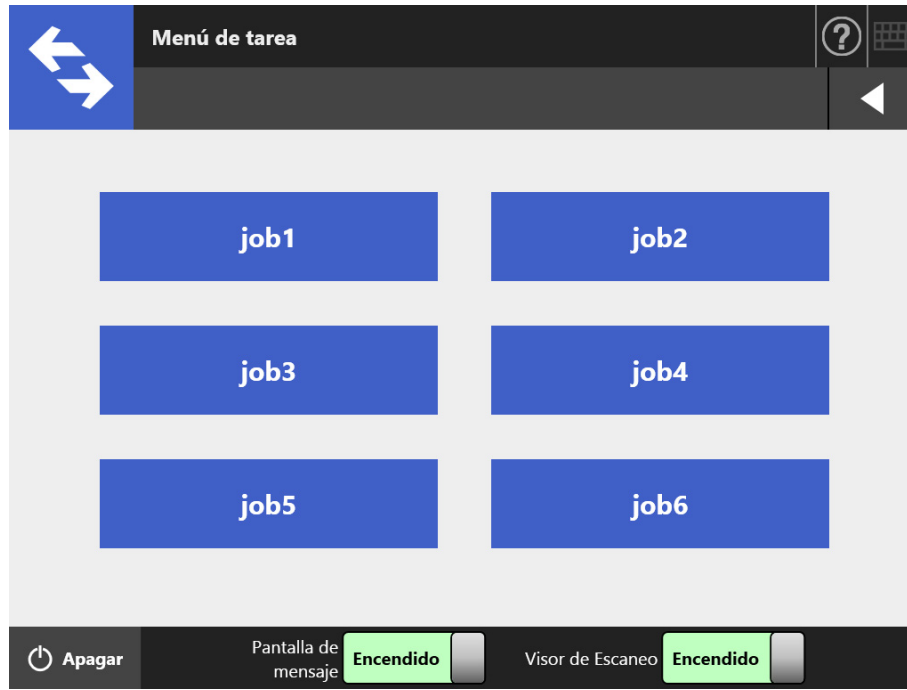 Menú de tarea
job1
job2
job3
job4
job5
job6
Apagar
Pantalla de
mensaje
Encendido
Visor de Escaneo
Encendido